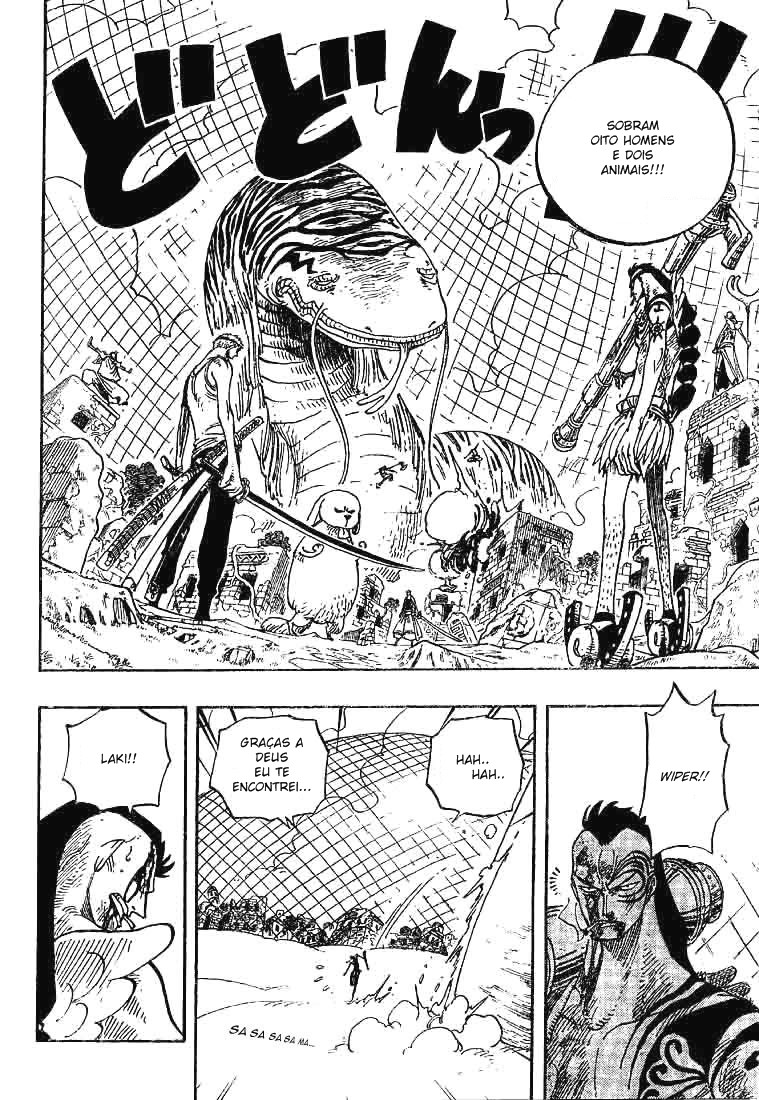 どどんっ!!!
SOBRAM
OITO HOMENS
E DOIS
ANIMAIS!!!
WIPER!!
HAH..
HAH..
GRAÇAS A
DEUS
EU TE
ENCONTREI...
SA SA SA SA MA...
LAKI!!